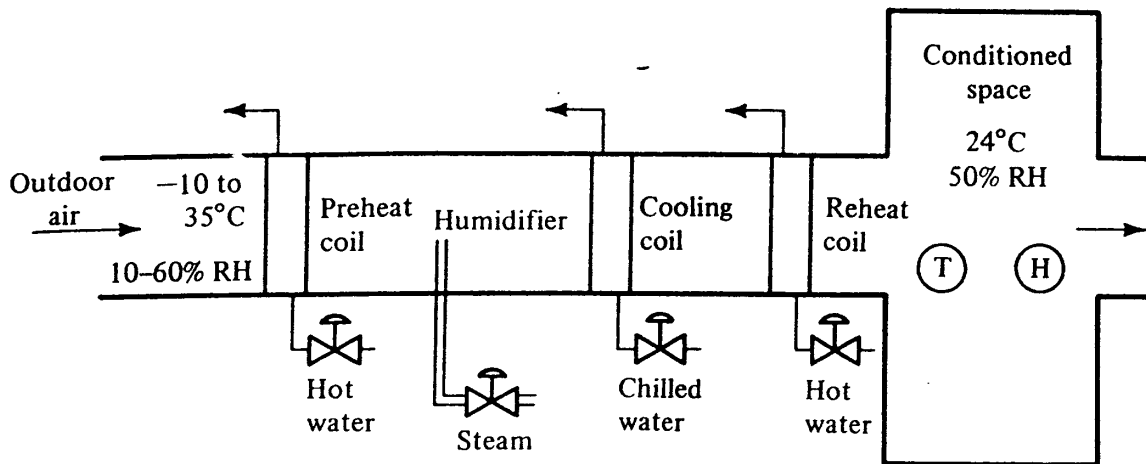 Conditioned
space
24°C
50% RH
Outdoor
air
−10 to
35°C
10–60% RH
Preheat
coil
Humidifier
Cooling
coil
Reheat
coil
T
H
Hot
water
Steam
Chilled
water
Hot
water